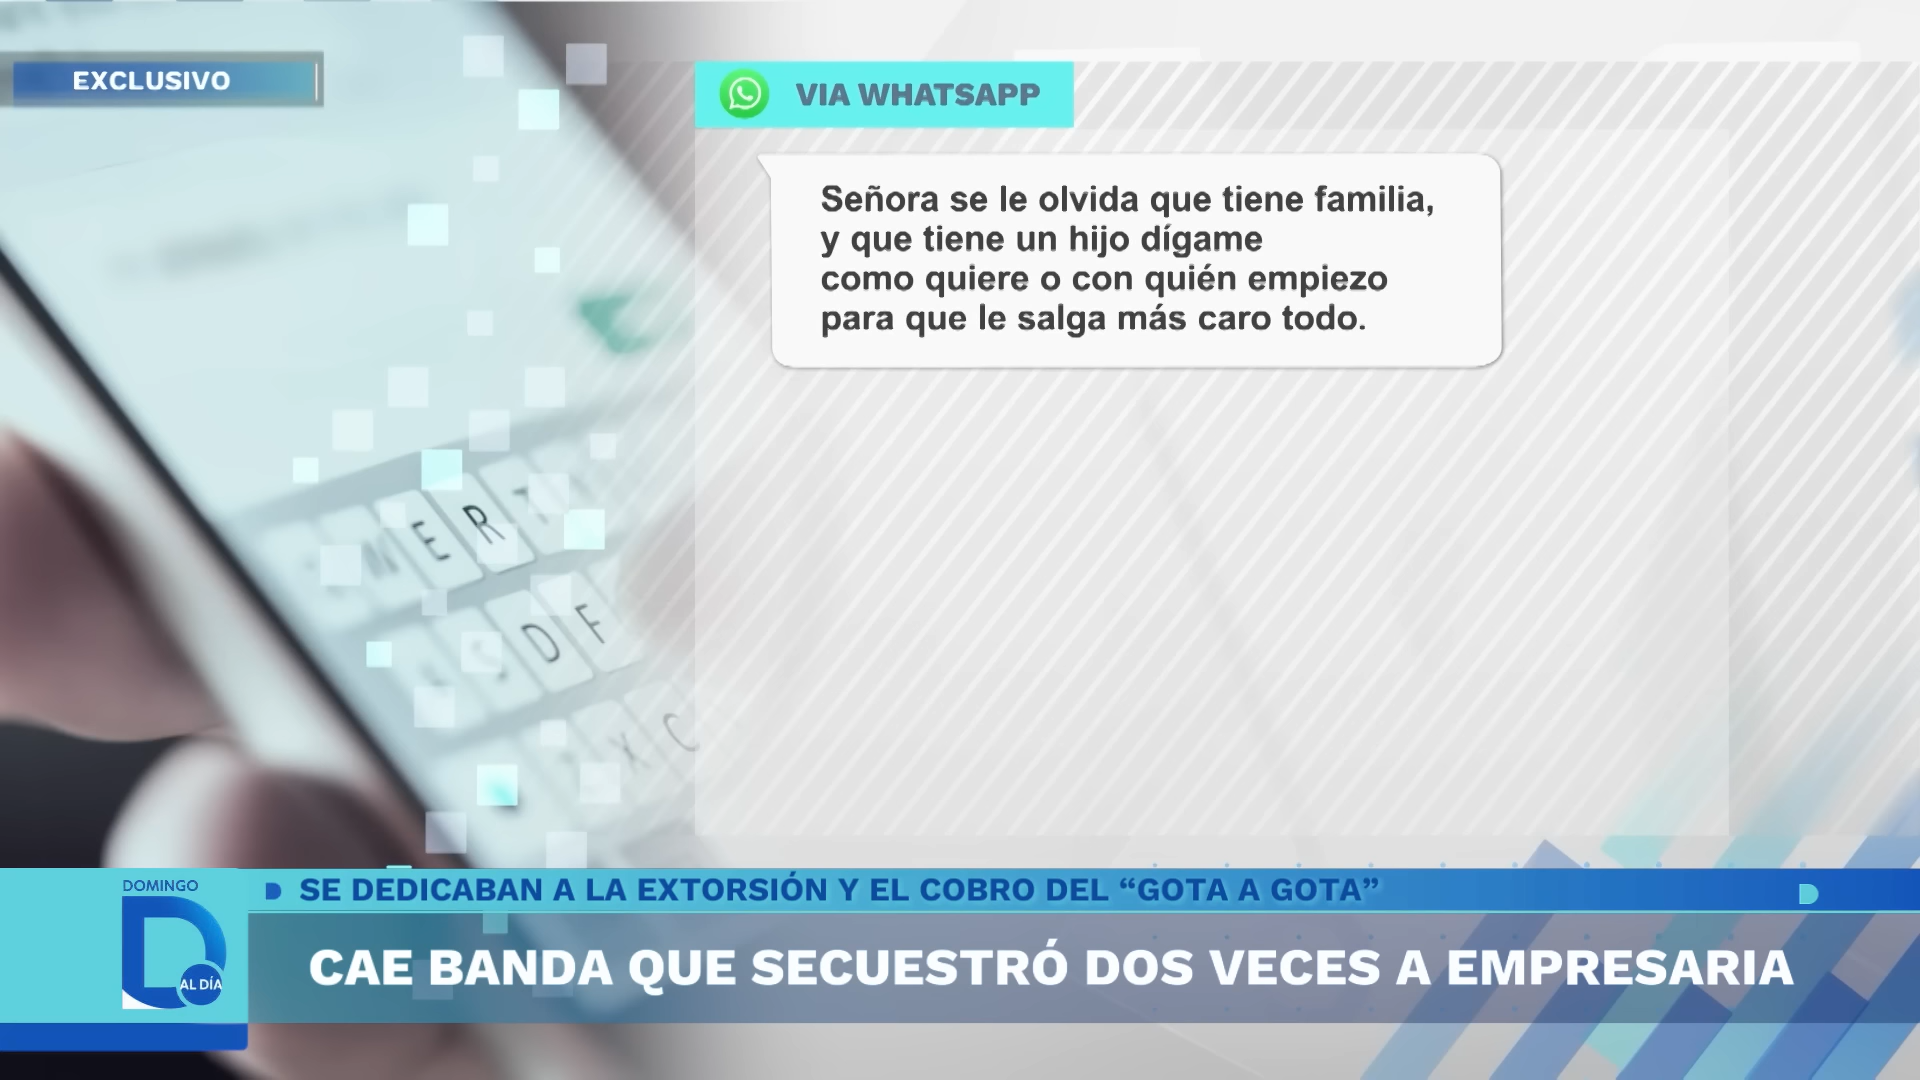 EXCLUSIVO
VIA WHATSAPP
Señora se le olvida que tiene familia,
y que tiene un hijo dígame
como quiere o con quién empiezo
para que le salga más caro todo.
W E R T
S D F
X C
DOMINGO
D
AL DÍA
SE DEDICABAN A LA EXTORSIÓN Y EL COBRO DEL “GOTA A GOTA”
CAE BANDA QUE SECUESTRÓ DOS VECES A EMPRESARIA